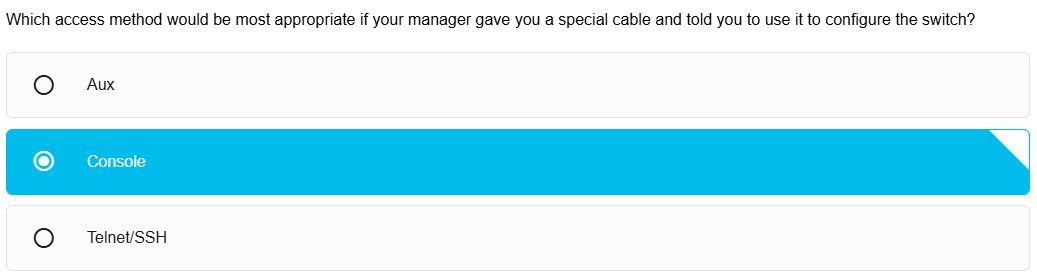 Which access method would be most appropriate if your manager gave you a special cable and told you to use it to configure the switch?
Aux
Console
Telnet/SSH